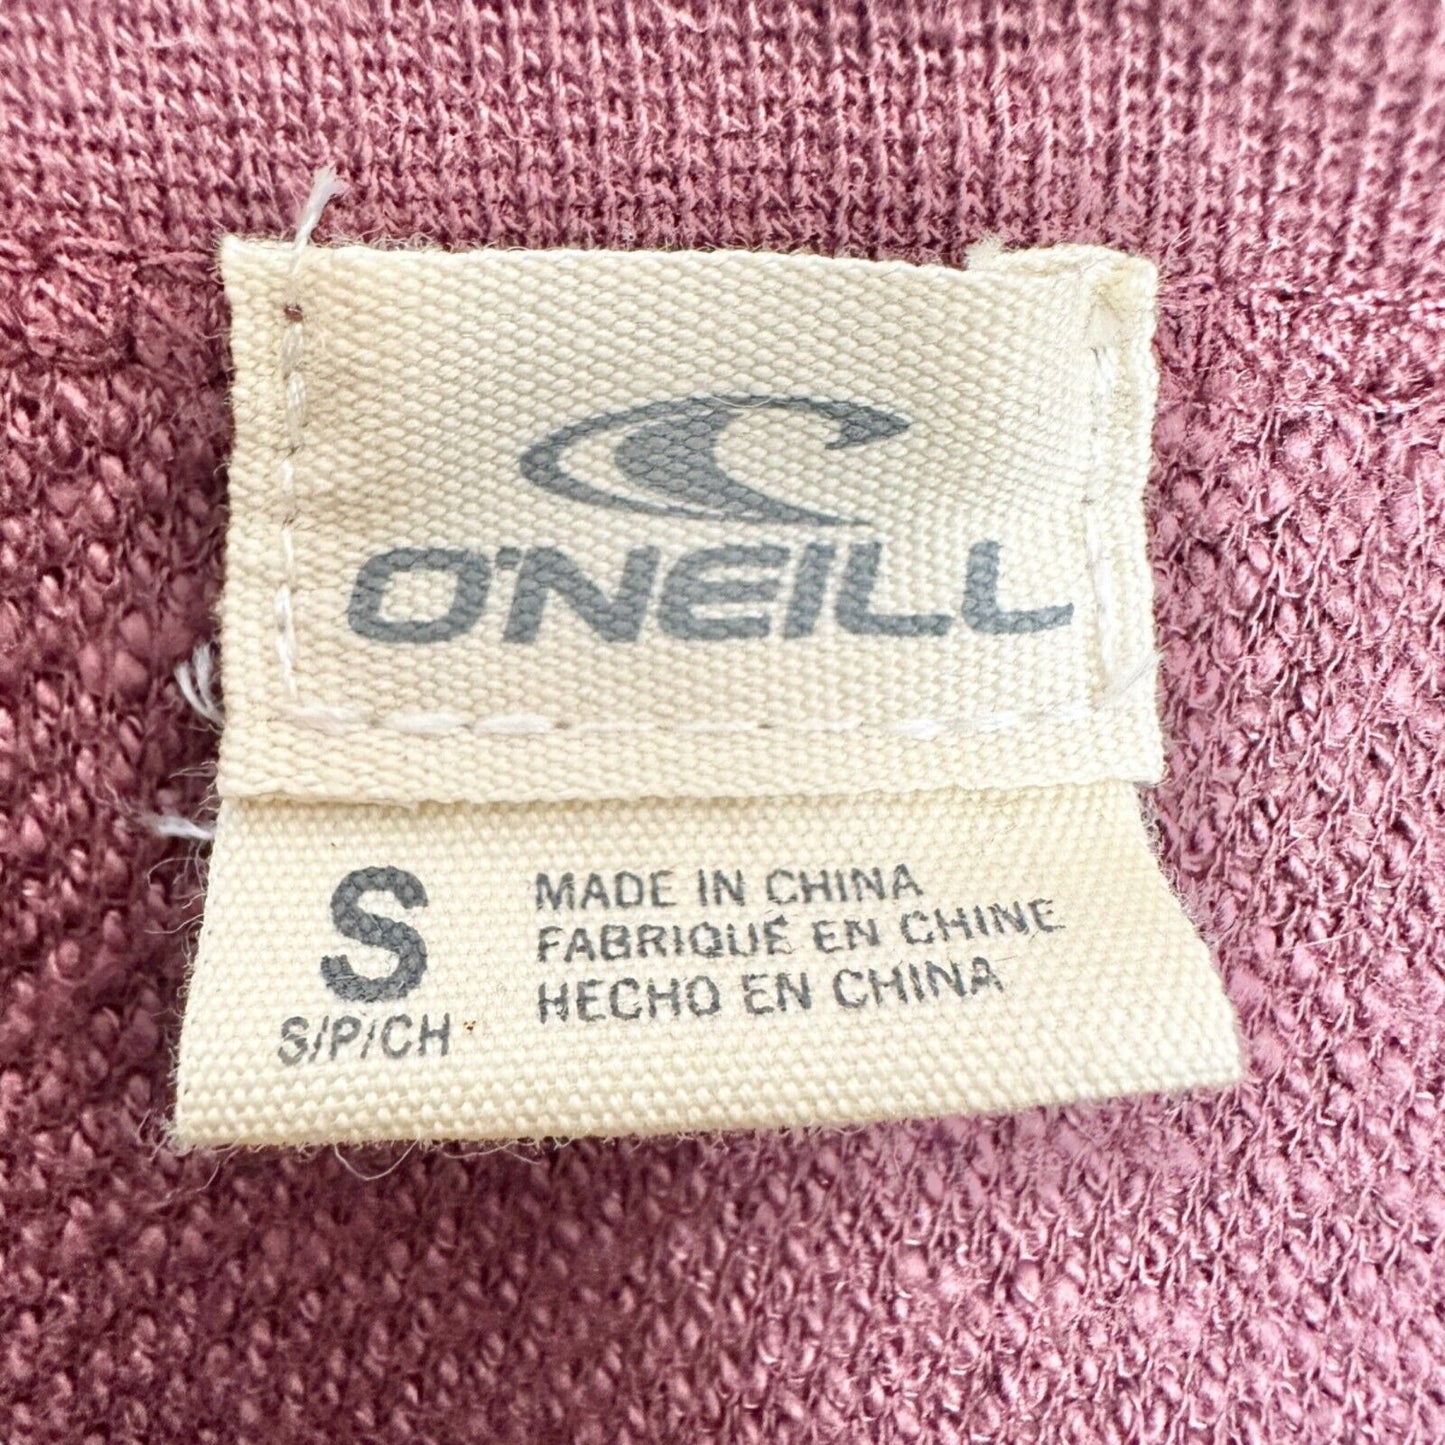 O'NEILL
S
S/P/CH
MADE IN CHINA
FABRIQUÉ EN CHINE
HECHO EN CHINA